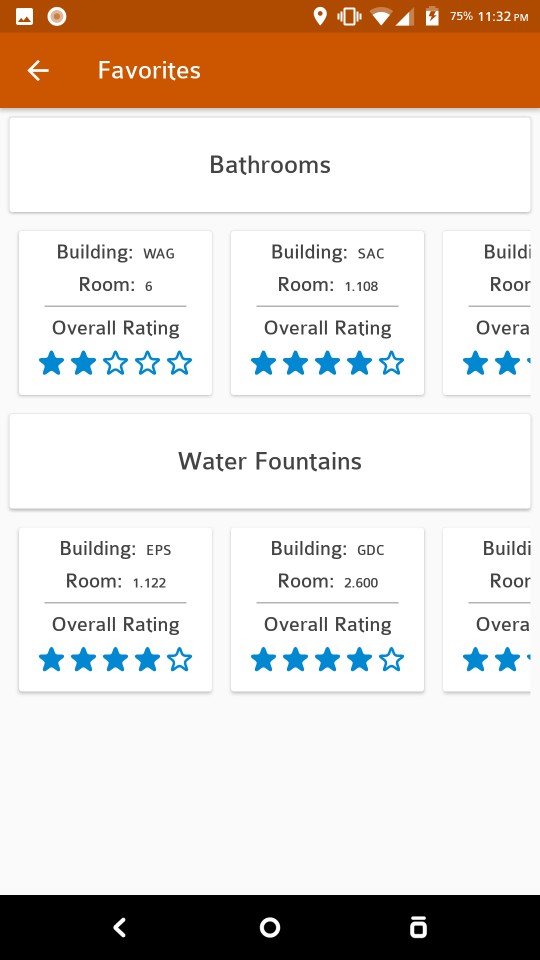 75% 11:32 PM
Favorites
Bathrooms
Building: WAG
Room: 6
Overall Rating
Building: SAC
Room: 1.108
Overall Rating
Buildi
Roor
Overa
Water Fountains
Building: EPS
Room: 1.122
Overall Rating
Building: GDC
Room: 2.600
Overall Rating
Buildi
Roor
Overa